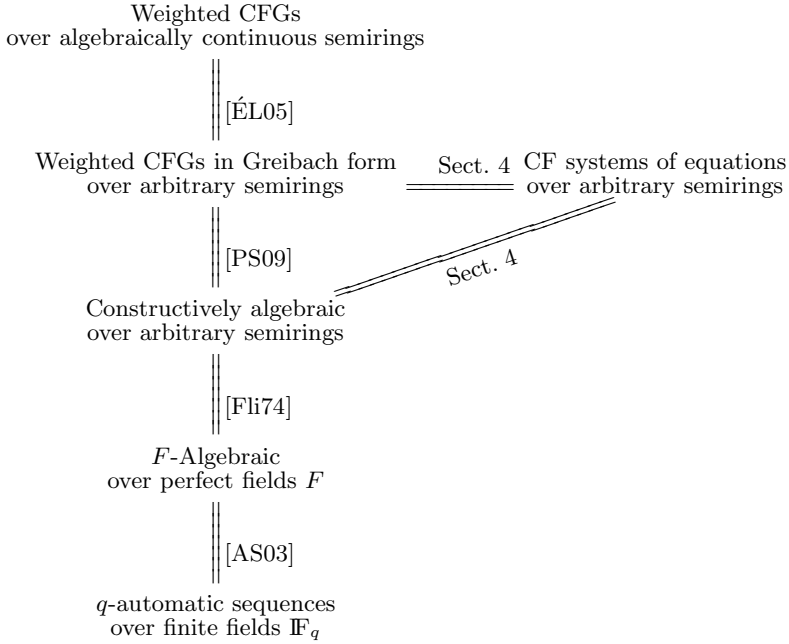 Weighted CFGs
over algebraically continuous semirings
[ÉL05]
Weighted CFGs in Greibach form
over arbitrary semirings
Sect. 4
CF systems of equations
over arbitrary semirings
[PS09]
Sect. 4
Constructively algebraic
over arbitrary semirings
[Fli74]
F-Algebraic
over perfect fields F
[AS03]
q-automatic sequences
over finite fields 𝔽q